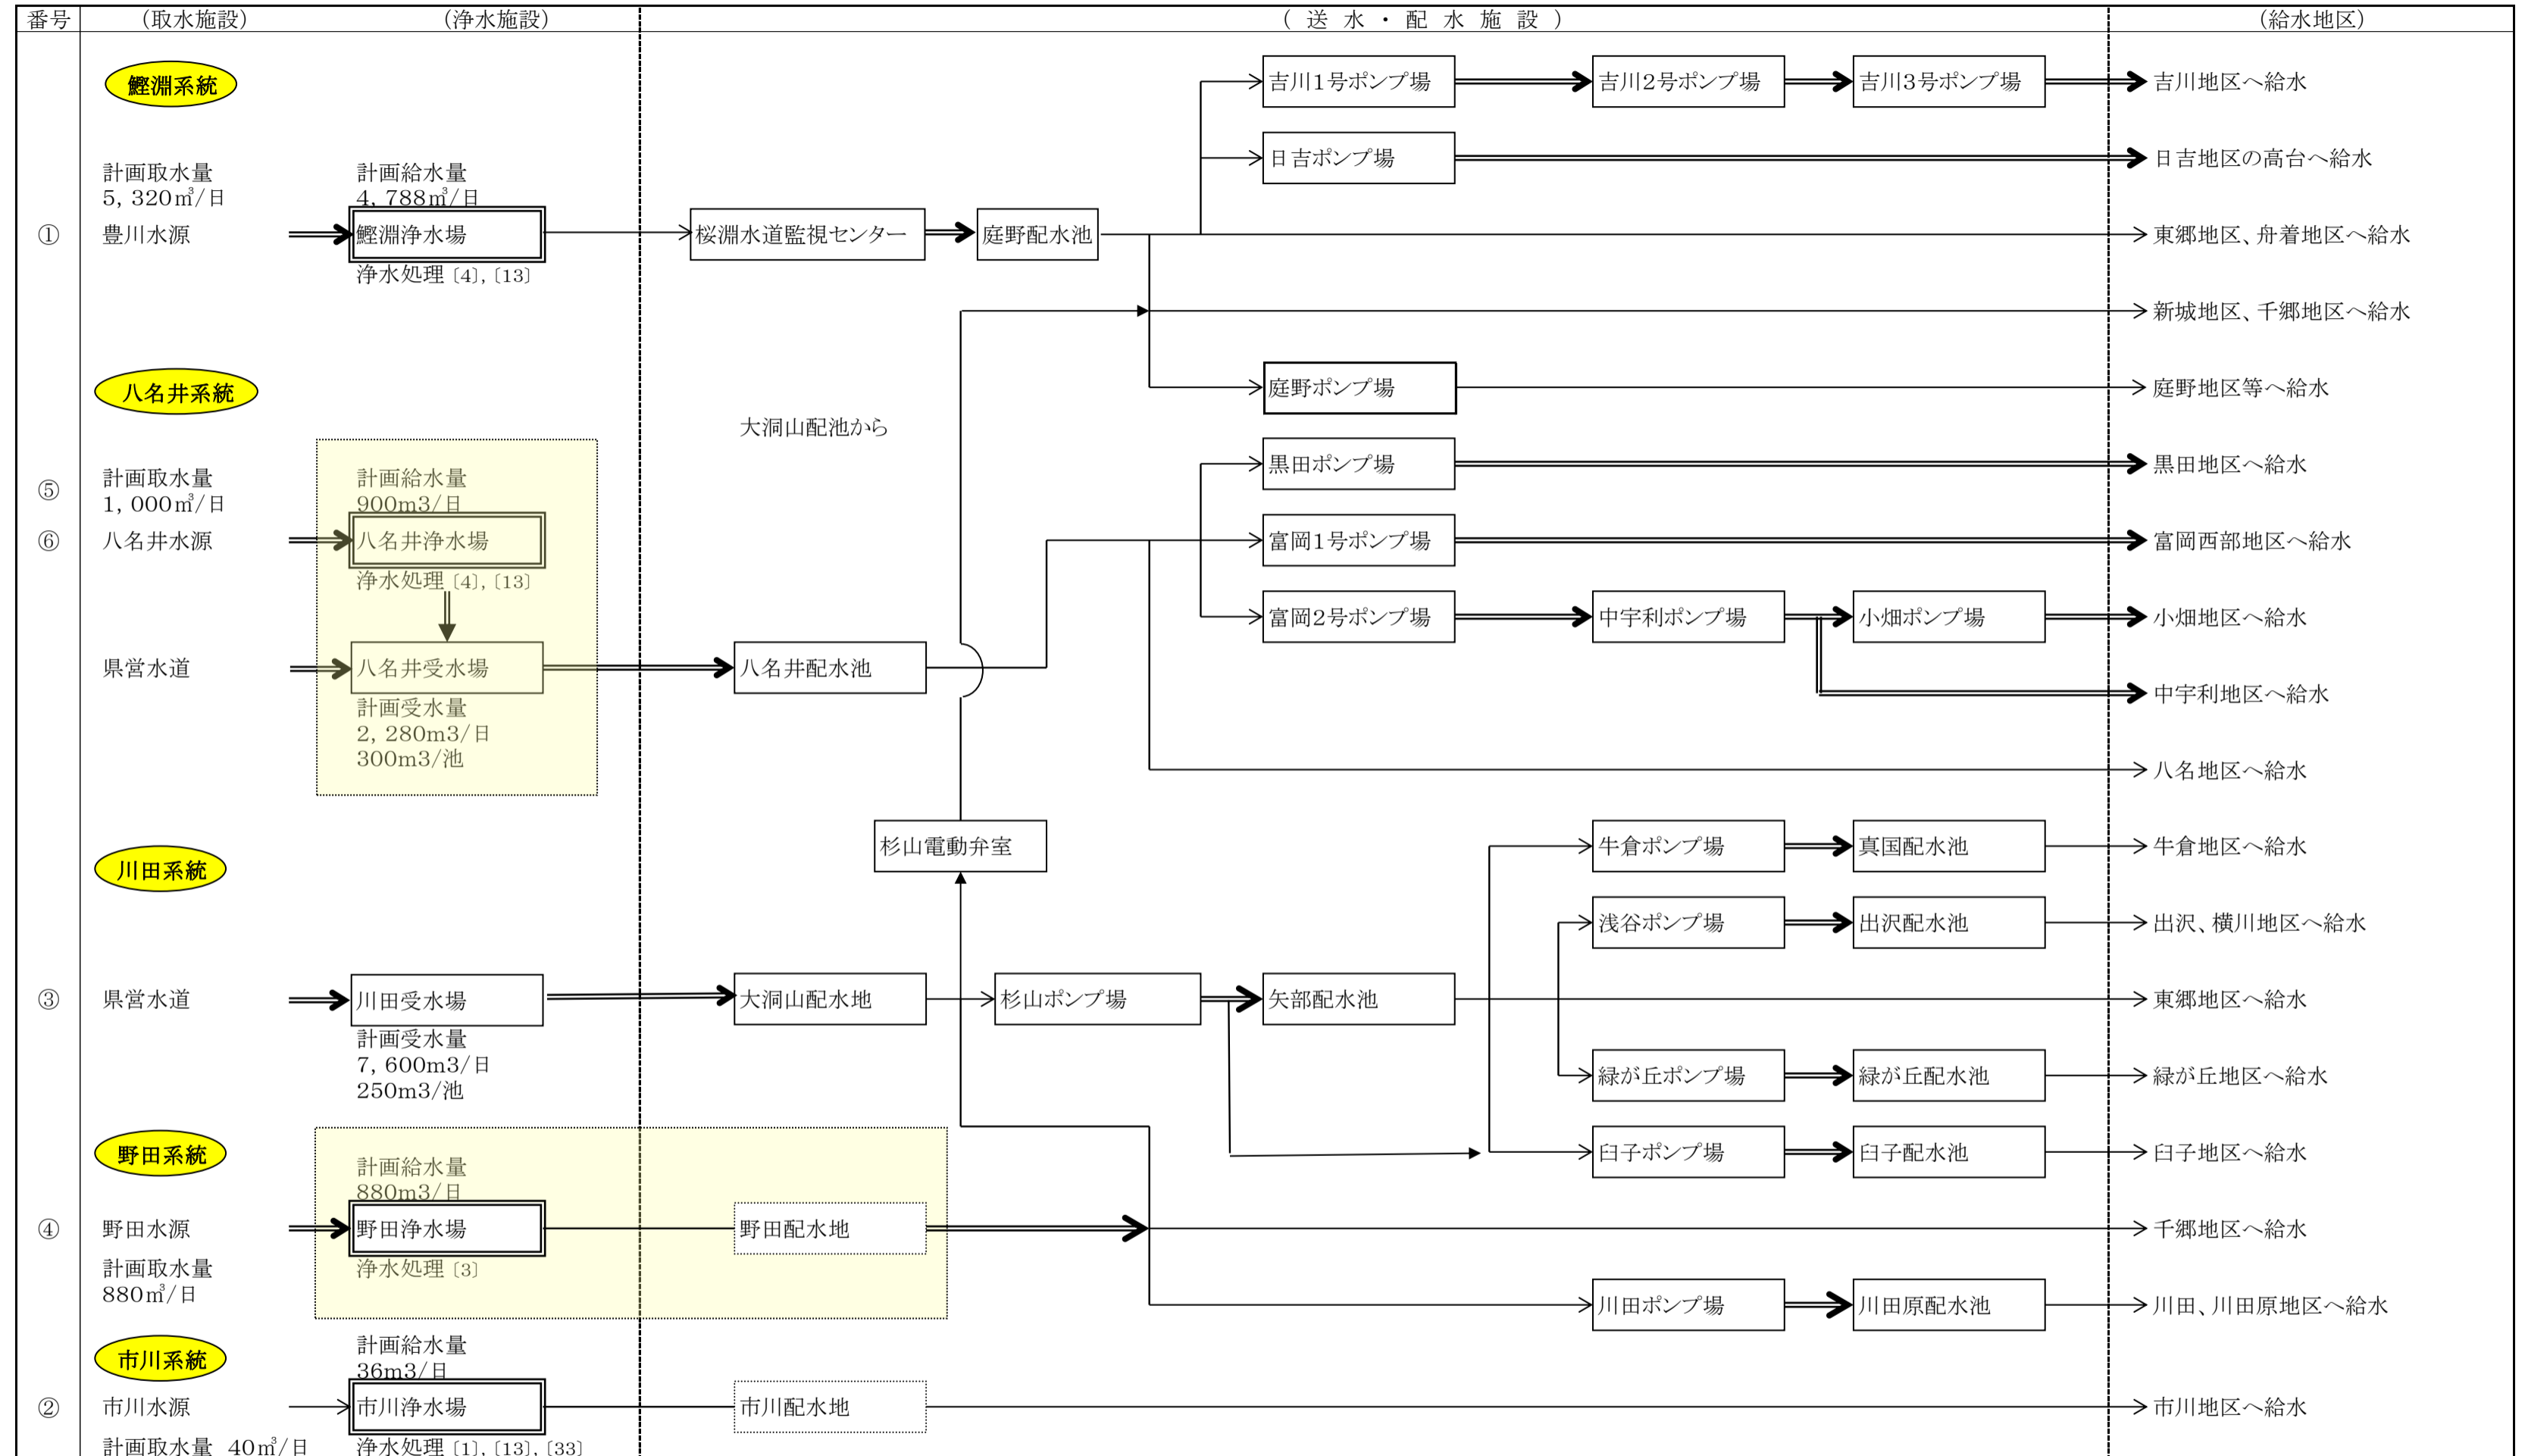 番号 （取水施設） （浄水施設） （ 送 水 ・ 配 水 施 設 ） （給水地区）
鰹淵系統
吉川1号ポンプ場 吉川2号ポンプ場 吉川3号ポンプ場 吉川地区へ給水
日吉ポンプ場 日吉地区の高台へ給水
計画取水量 計画給水量
5，320㎥/日 4，788㎥/日
① 豊川水源 鰹淵浄水場 桜淵水道監視センター 庭野配水池 東郷地区、舟着地区へ給水
浄水処理〔4〕，〔13〕
新城地区、千郷地区へ給水
八名井系統
庭野ポンプ場 庭野地区等へ給水
大洞山配池から
黒田ポンプ場 黒田地区へ給水
計画取水量 計画給水量
⑤
1，000㎥/日 900m3/日
⑥ 八名井水源 八名井浄水場 富岡1号ポンプ場 富岡西部地区へ給水
浄水処理〔4〕，〔13〕
富岡2号ポンプ場 中宇利ポンプ場 小畑ポンプ場 小畑地区へ給水
県営水道 八名井受水場 八名井配水池
中宇利地区へ給水
計画受水量
2，280m3/日
300m3/池
八名地区へ給水
杉山電動弁室 牛倉ポンプ場 真国配水池 牛倉地区へ給水
川田系統
浅谷ポンプ場 出沢配水池 出沢、横川地区へ給水
③ 県営水道 川田受水場 大洞山配水地 杉山ポンプ場 矢部配水池 東郷地区へ給水
計画受水量
7，600m3/日
250m3/池
緑が丘ポンプ場 緑が丘配水池 緑が丘地区へ給水
野田系統
臼子ポンプ場 臼子配水池 臼子地区へ給水
計画給水量
880m3/日
④ 野田水源 野田浄水場 野田配水地 千郷地区へ給水
計画取水量 浄水処理〔3〕
880㎥/日
川田ポンプ場 川田原配水池 川田、川田原地区へ給水
市川系統
計画給水量
36m3/日
② 市川水源 市川浄水場 市川配水地 市川地区へ給水
計画取水量 40㎥/日 浄水処理〔1〕，〔13〕，〔33〕